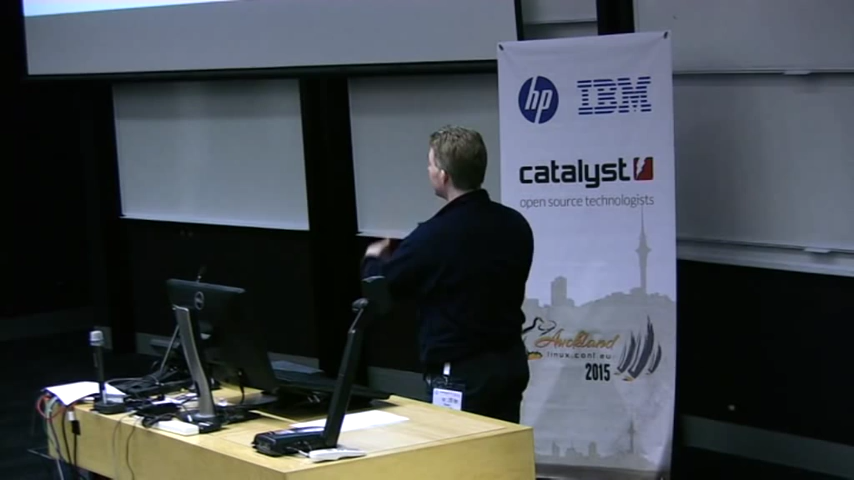 hp IBM
catalyst
open source technologists
Auckland
linux.conf.au
2015